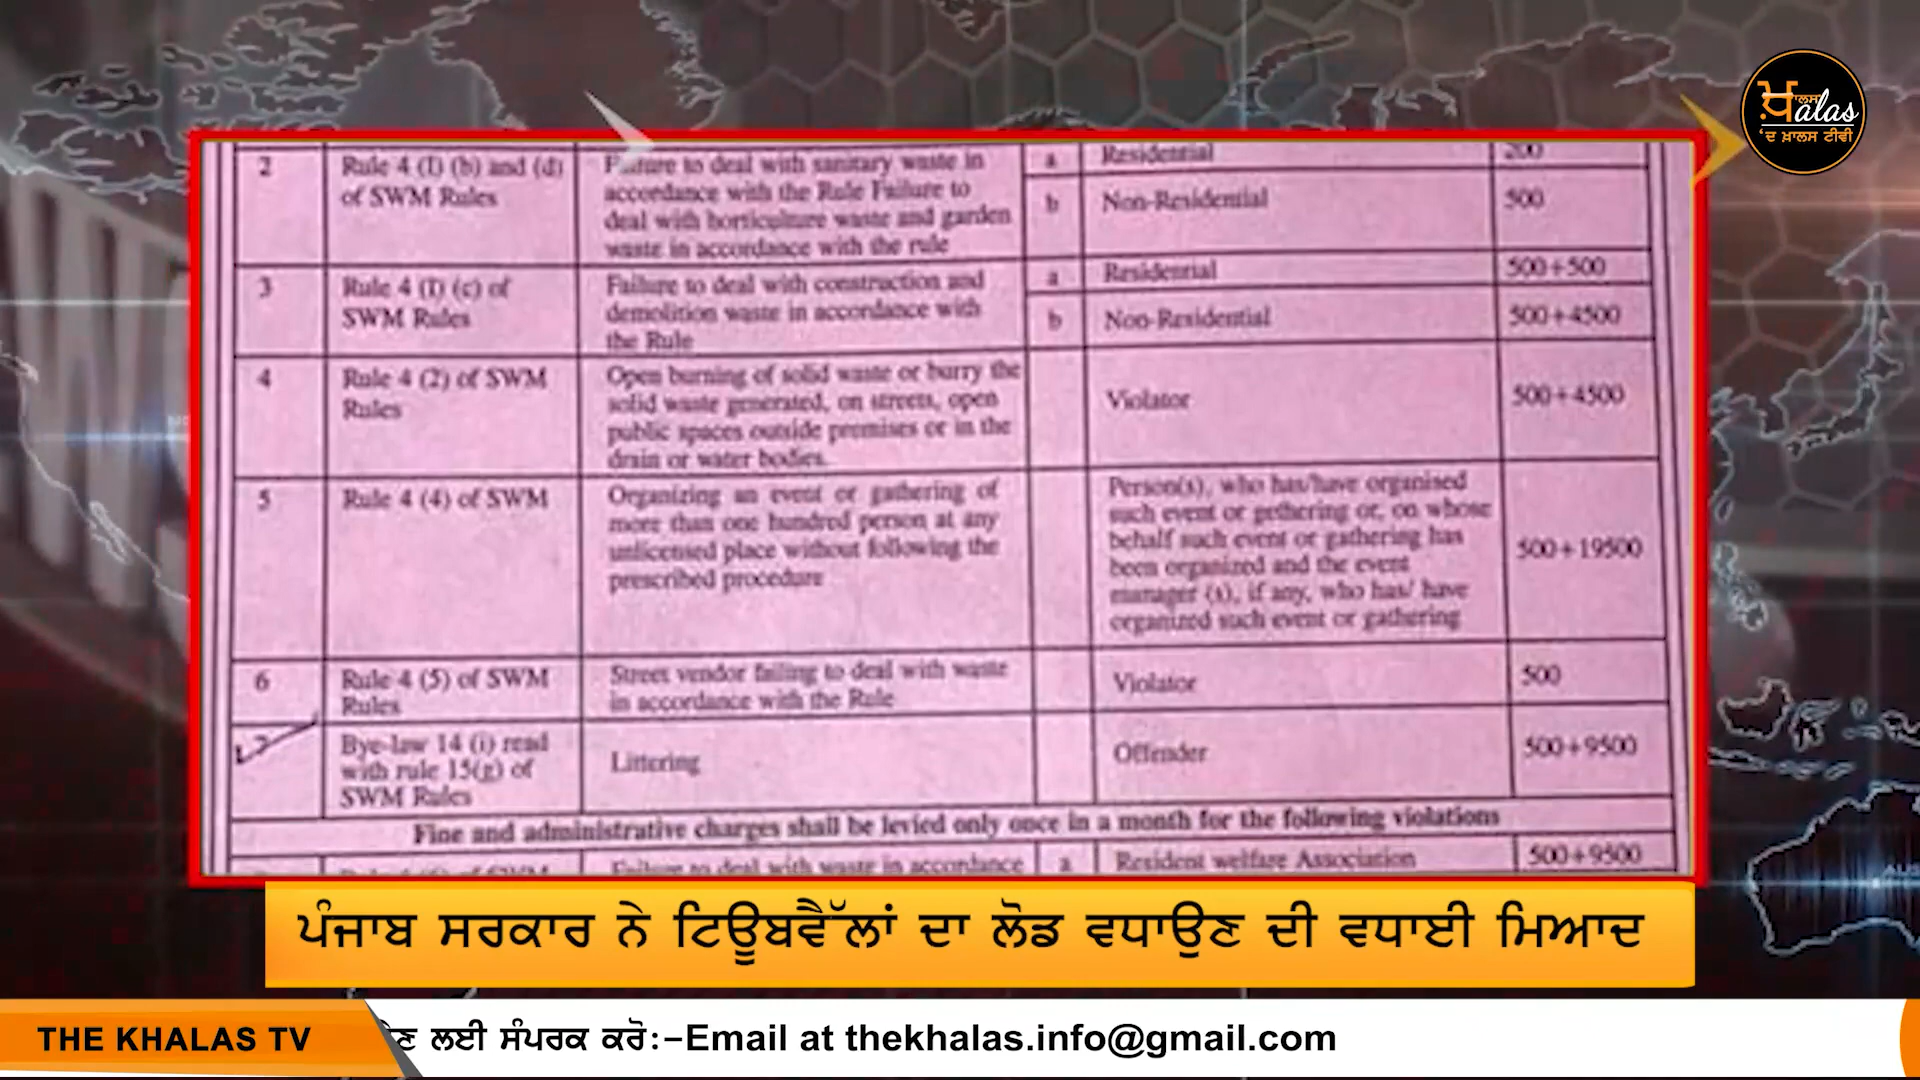 ਖ਼ਾਲਸ
alas
'ਦ ਖ਼ਾਲਸ ਟੀਵੀ
2
Rule 4 (I) (b) and (d)
of SWM Rules
Failure to deal with sanitary waste in
accordance with the Rule Failure to
deal with horticulture waste and garden
waste in accordance with the rule
a
Residential
200
b
Non-Residential
500
3
Rule 4 (I) (c) of
SWM Rules
Failure to deal with construction and
demolition waste in accordance with
the Rule
a
Residential
500+500
b
Non-Residential
500+4500
4
Rule 4 (2) of SWM
Rules
Open burning of solid waste or burry the
solid waste generated, on streets, open
public spaces outside premises or in the
drain or water bodies.
Violator
500+4500
5
Rule 4 (4) of SWM
Organizing an event or gathering of
more than one hundred person at any
unlicensed place without following the
prescribed procedure
Person(s), who has/have organised
such event or gethering or, on whose
behalf such event or gathering has
been organized and the event
manager (s), if any, who has/ have
organized such event or gathering
500+19500
6
Rule 4 (5) of SWM
Rules
Street vendor failing to deal with waste
in accordance with the Rule
Violator
500
Bye-law 14 (i) read
with rule 15(g) of
SWM Rules
Littering
Offender
500+9500
Fine and administrative charges shall be levied only once in a month for the following violations
Failure to deal with waste in accordance
a
Resident welfare Association
500+9500
ਪੰਜਾਬ ਸਰਕਾਰ ਨੇ ਟਿਊਬਵੈੱਲਾਂ ਦਾ ਲੋਡ ਵਧਾਉਣ ਦੀ ਵਧਾਈ ਮਿਆਦ
THE KHALAS TV
ਲਈ ਸੰਪਰਕ ਕਰੋ:-Email at thekhalas.info@gmail.com